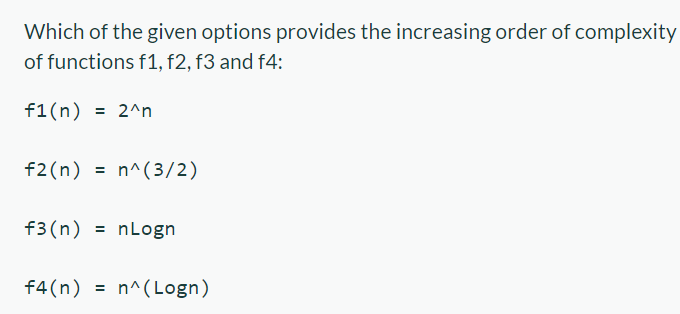 Which of the given options provides the increasing order of complexity
of functions f1, f2, f3 and f4:
f1(n) = 2^n
f2(n) = n^(3/2)
f3(n) = nLogn
f4(n) = n^(Logn)